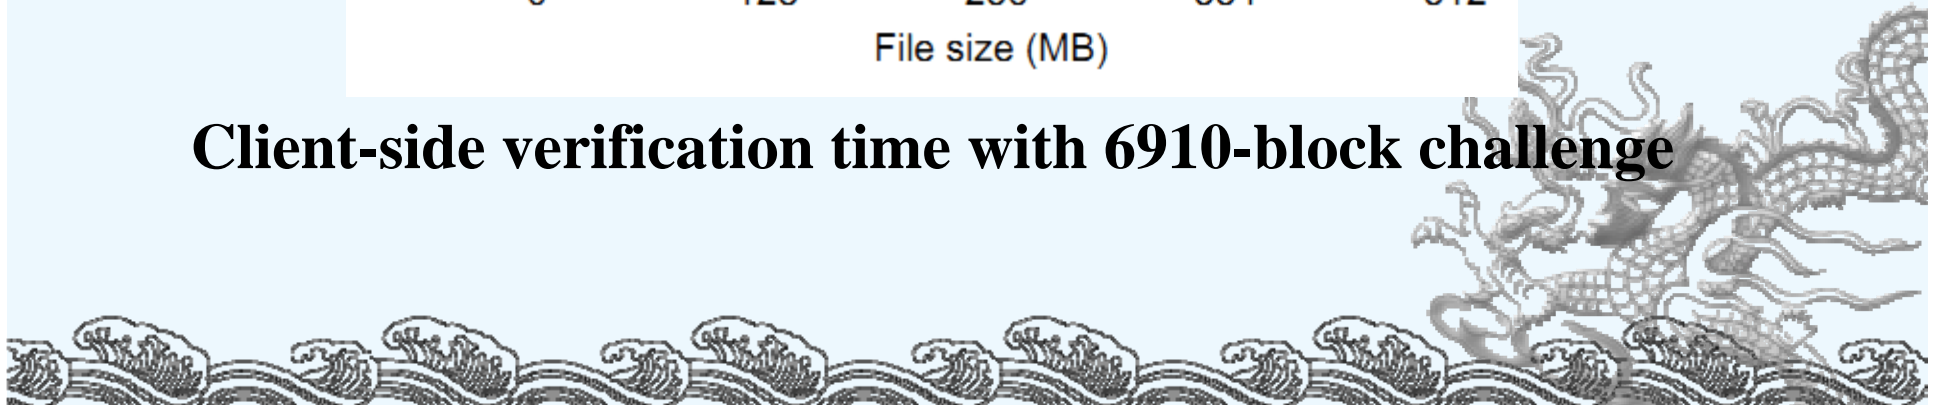 File size (MB)
Client-side verification time with 6910-block challenge